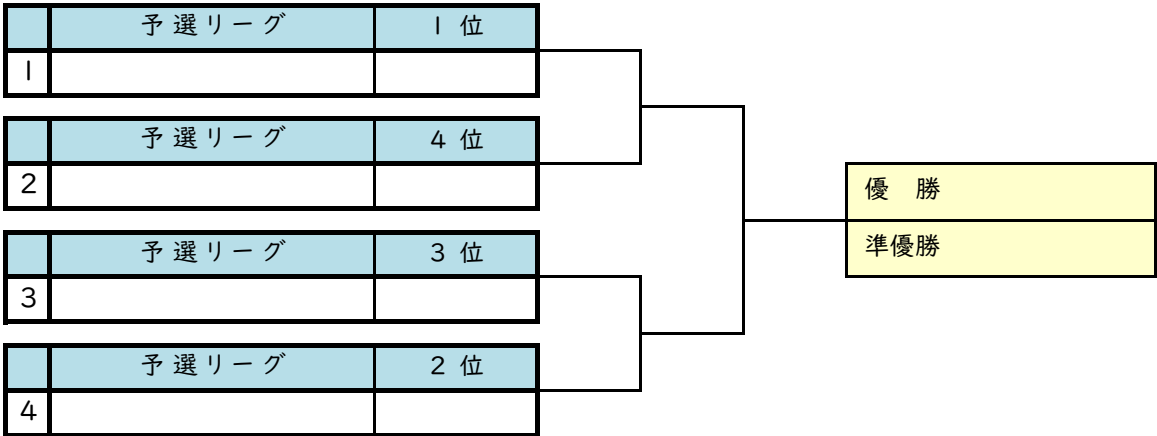 予選リーグ 1 位
1
予選リーグ 4 位
2
予選リーグ 3 位
3
予選リーグ 2 位
4
優　勝
準優勝